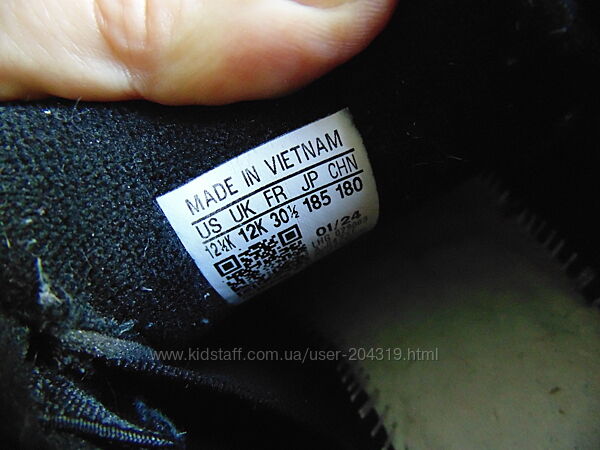 MADE IN VIETNAM
US UK FR JP CHN
12½K 12K 30½ 185 180
01/24
www.kidstaff.com.ua/user-204319.html